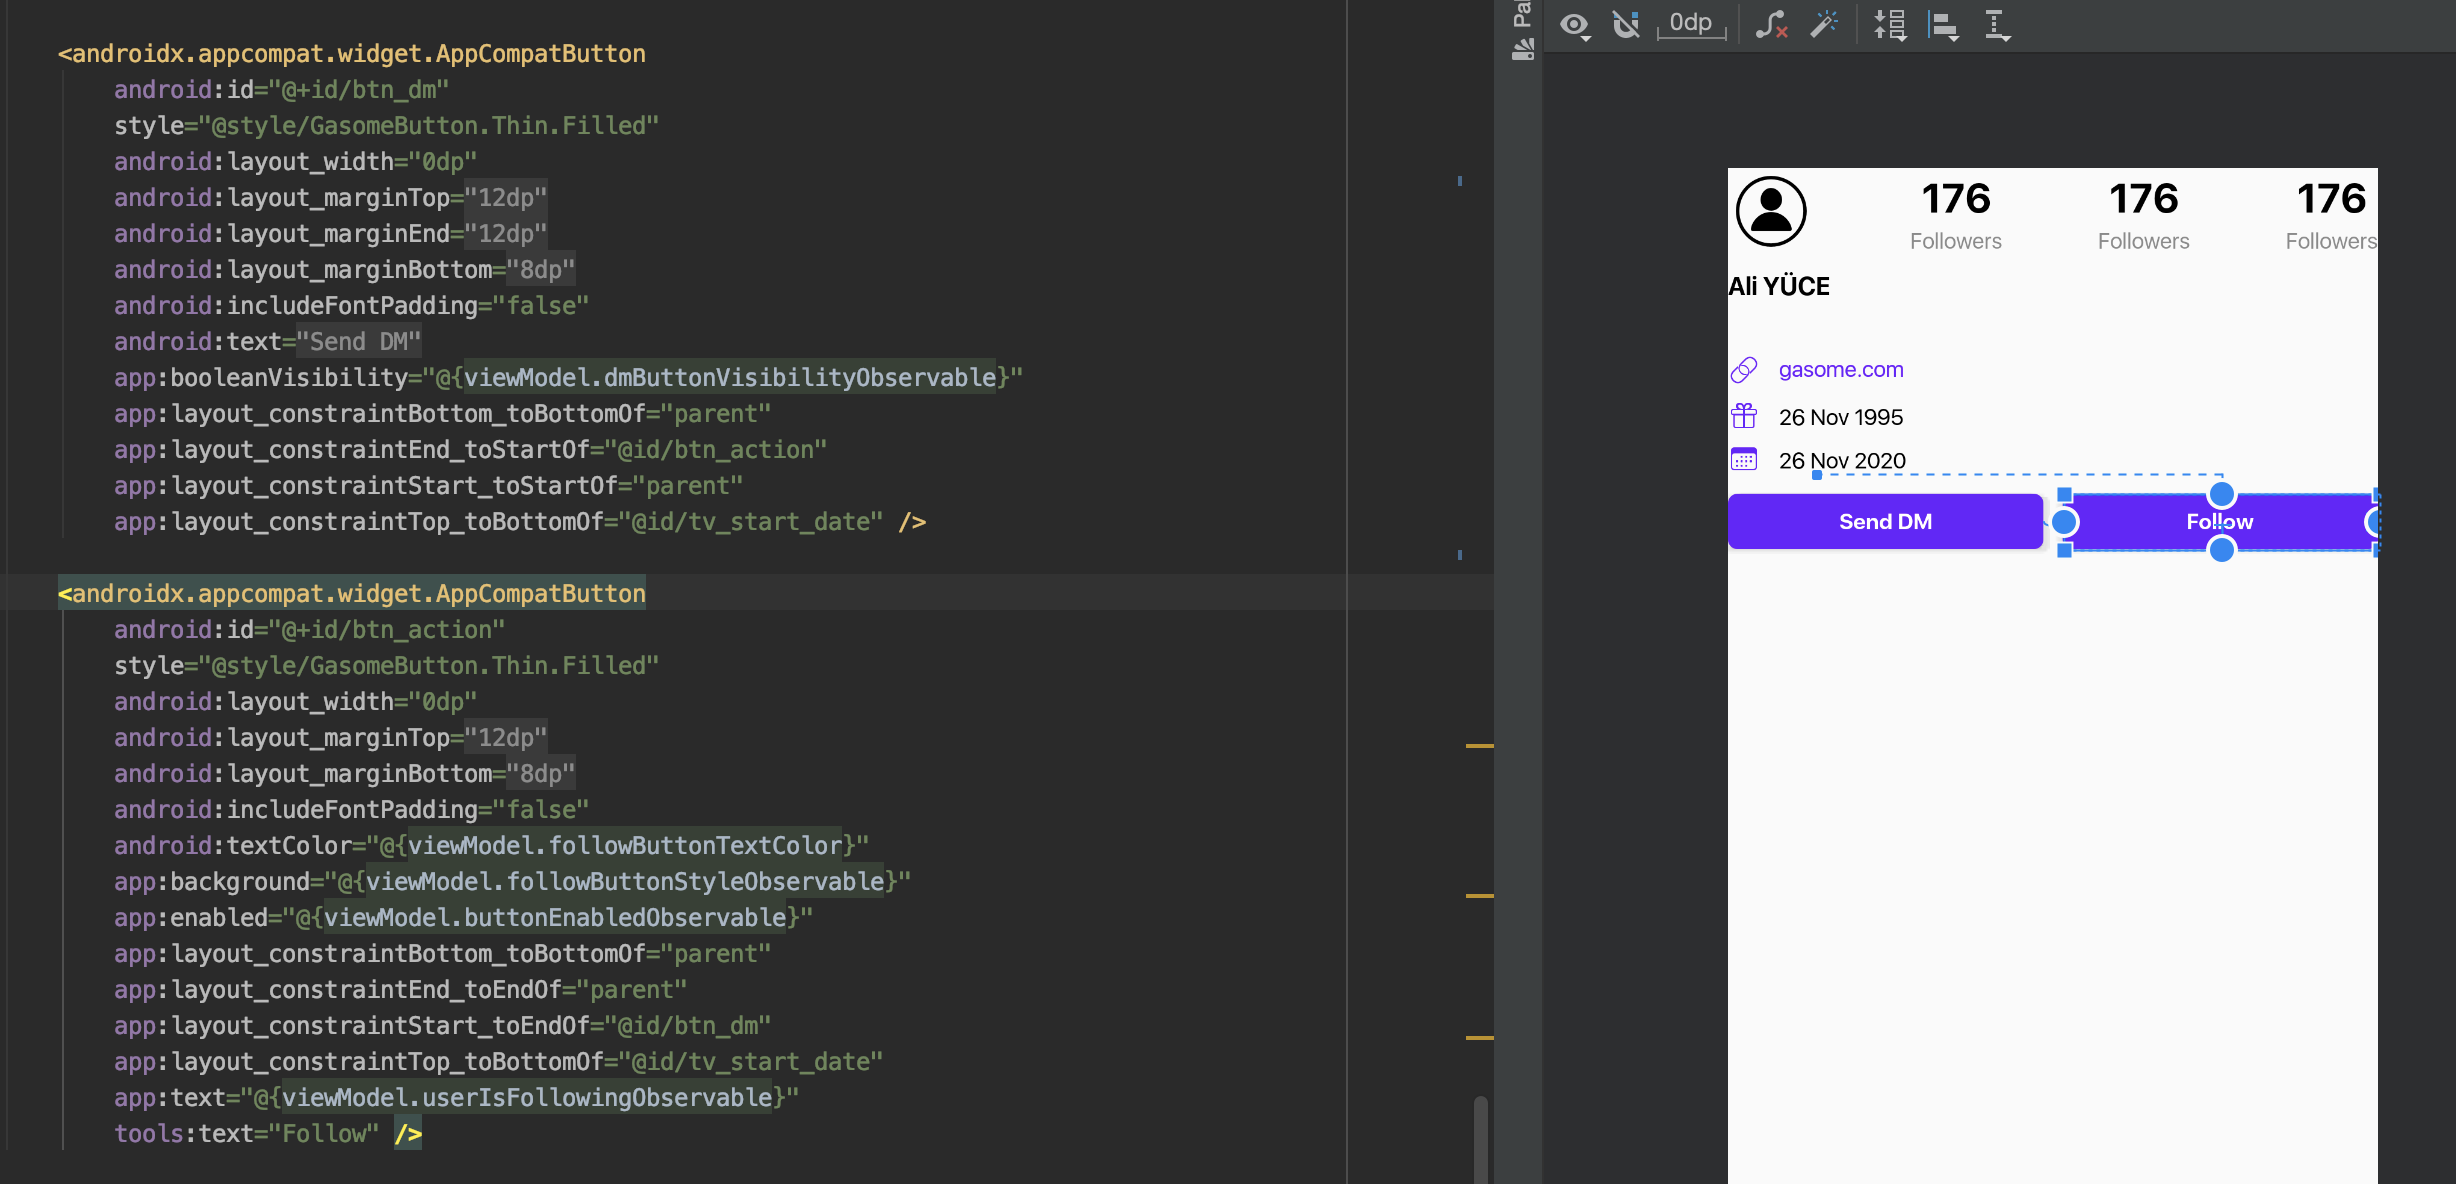 <androidx.appcompat.widget.AppCompatButton
android:id="@+id/btn_dm"
style="@style/GasomeButton.Thin.Filled"
android:layout_width="0dp"
android:layout_marginTop="12dp"
android:layout_marginEnd="12dp"
android:layout_marginBottom="8dp"
android:includeFontPadding="false"
android:text="Send DM"
app:booleanVisibility="@{viewModel.dmButtonVisibilityObservable}"
app:layout_constraintBottom_toBottomOf="parent"
app:layout_constraintEnd_toStartOf="@id/btn_action"
app:layout_constraintStart_toStartOf="parent"
app:layout_constraintTop_toBottomOf="@id/tv_start_date" />
<androidx.appcompat.widget.AppCompatButton
android:id="@+id/btn_action"
style="@style/GasomeButton.Thin.Filled"
android:layout_width="0dp"
android:layout_marginTop="12dp"
android:layout_marginBottom="8dp"
android:includeFontPadding="false"
android:textColor="@{viewModel.followButtonTextColor}"
app:background="@{viewModel.followButtonStyleObservable}"
app:enabled="@{viewModel.buttonEnabledObservable}"
app:layout_constraintBottom_toBottomOf="parent"
app:layout_constraintEnd_toEndOf="parent"
app:layout_constraintStart_toEndOf="@id/btn_dm"
app:layout_constraintTop_toBottomOf="@id/tv_start_date"
app:text="@{viewModel.userIsFollowingObservable}"
tools:text="Follow" />
0dp
176 176 176
Followers Followers Followers
Ali YÜCE
gasome.com
26 Nov 1995
26 Nov 2020
Send DM Follow